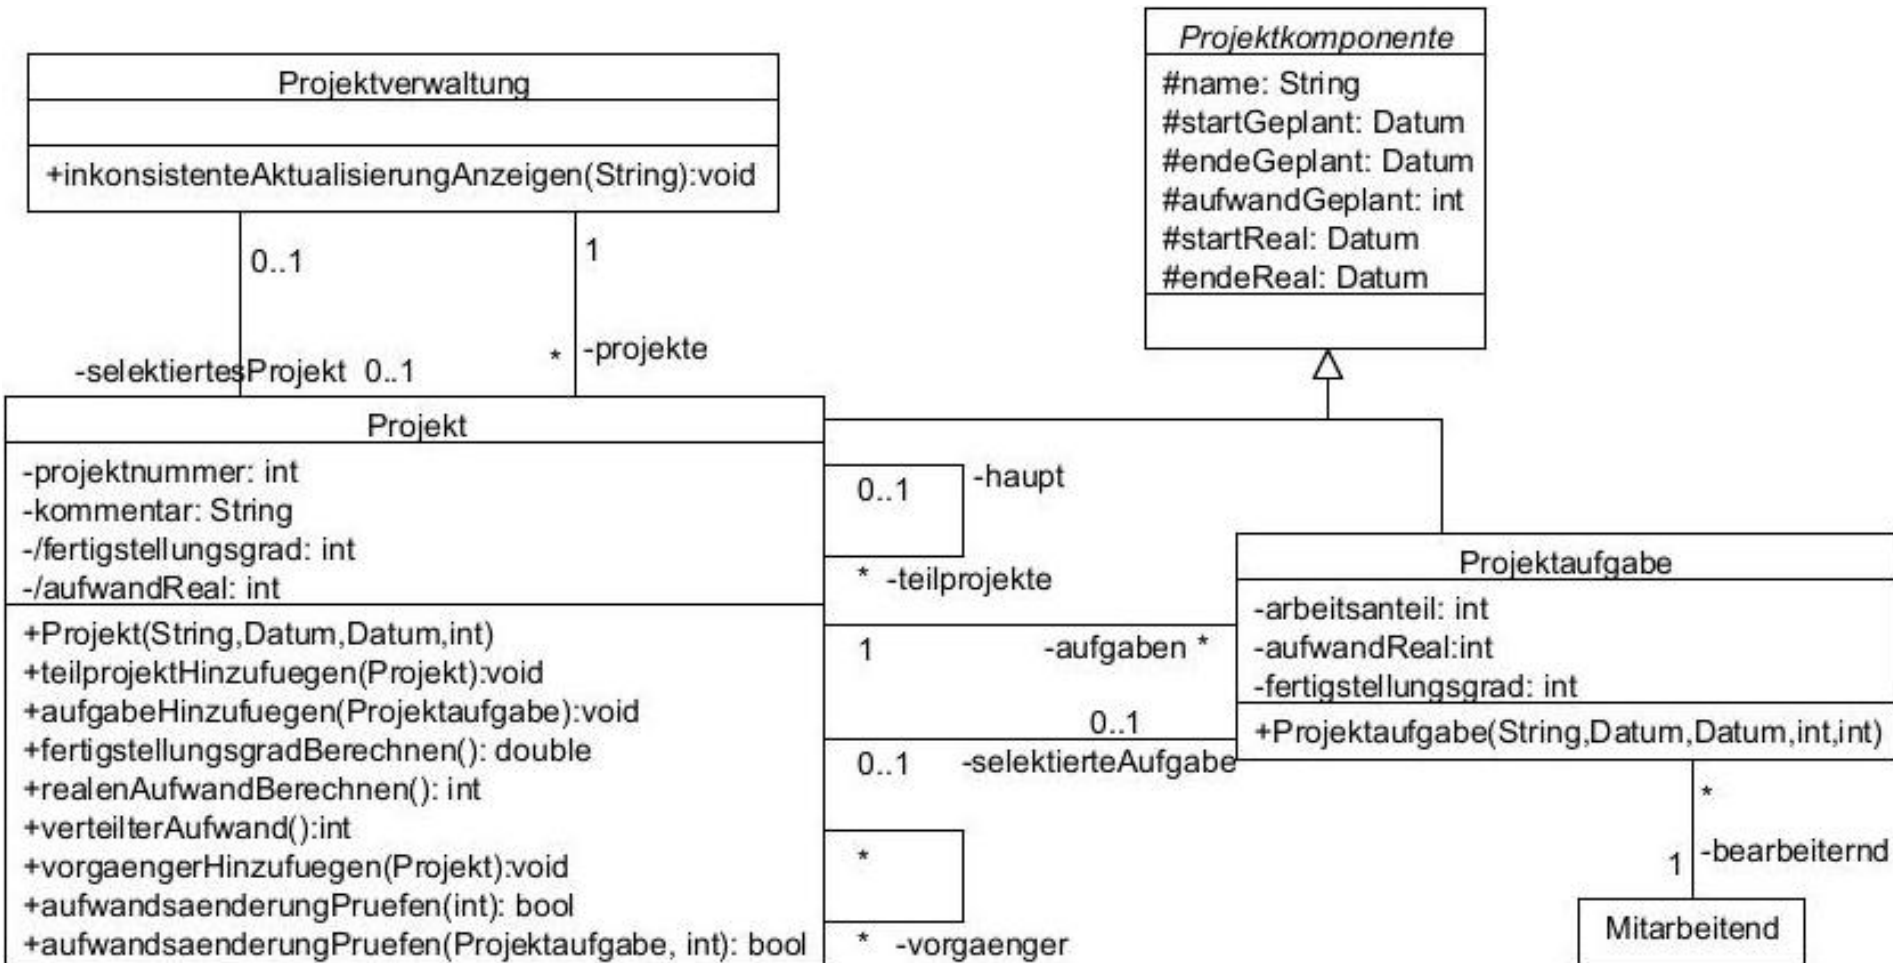 Projektverwaltung
+inkonsistenteAktualisierungAnzeigen(String):void
0..1
1
-selektiertesProjekt 0..1
* -projekte
Projektkomponente
#name: String
#startGeplant: Datum
#endeGeplant: Datum
#aufwandGeplant: int
#startReal: Datum
#endeReal: Datum
Projekt
-projektnummer: int
-kommentar: String
-/fertigstellungsgrad: int
-/aufwandReal: int
+Projekt(String,Datum,Datum,int)
+teilprojektHinzufuegen(Projekt):void
+aufgabeHinzufuegen(Projektaufgabe):void
+fertigstellungsgradBerechnen(): double
+realenAufwandBerechnen(): int
+verteilterAufwand():int
+vorgaengerHinzufuegen(Projekt):void
+aufwandsaenderungPruefen(int): bool
+aufwandsaenderungPruefen(Projektaufgabe, int): bool
0..1 -haupt
* -teilprojekte
1 -aufgaben *
0..1
0..1 -selektierteAufgabe
*
* -vorgaenger
Projektaufgabe
-arbeitsanteil: int
-aufwandReal:int
-fertigstellungsgrad: int
+Projektaufgabe(String,Datum,Datum,int,int)
*
1 -bearbeiternd
Mitarbeitend